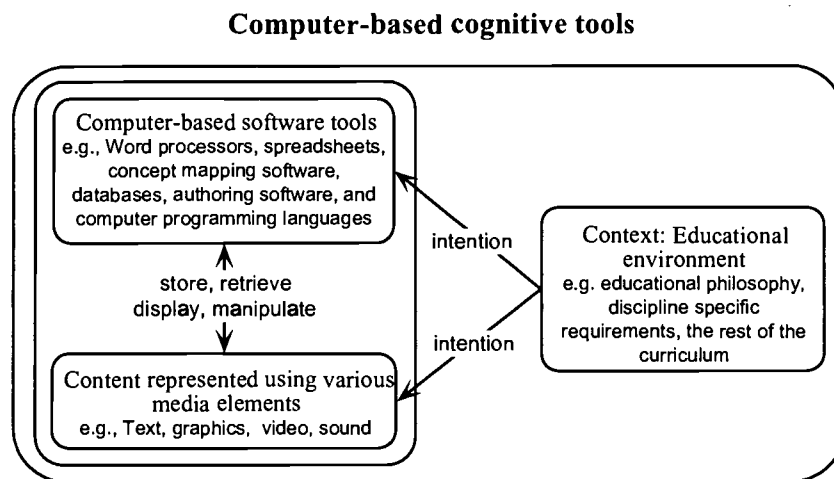 Computer-based cognitive tools
Computer-based software tools
e.g., Word processors, spreadsheets,
concept mapping software,
databases, authoring software, and
computer programming languages
store, retrieve
display, manipulate
Content represented using various
media elements
e.g., Text, graphics, video, sound
intention
intention
Context: Educational
environment
e.g. educational philosophy,
discipline specific
requirements, the rest of the
curriculum